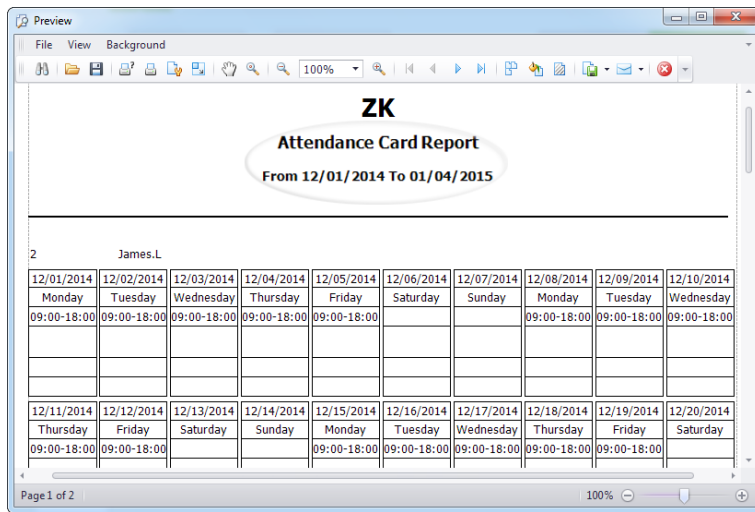 Preview
File View Background
100%
ZK
Attendance Card Report
From 12/01/2014 To 01/04/2015
2 James.L
12/01/2014 12/02/2014 12/03/2014 12/04/2014 12/05/2014 12/06/2014 12/07/2014 12/08/2014 12/09/2014 12/10/2014
Monday Tuesday Wednesday Thursday Friday Saturday Sunday Monday Tuesday Wednesday
09:00-18:00 09:00-18:00 09:00-18:00 09:00-18:00 09:00-18:00 09:00-18:00 09:00-18:00 09:00-18:00
12/11/2014 12/12/2014 12/13/2014 12/14/2014 12/15/2014 12/16/2014 12/17/2014 12/18/2014 12/19/2014 12/20/2014
Thursday Friday Saturday Sunday Monday Tuesday Wednesday Thursday Friday Saturday
09:00-18:00 09:00-18:00 09:00-18:00 09:00-18:00 09:00-18:00 09:00-18:00 09:00-18:00
Page 1 of 2 100%